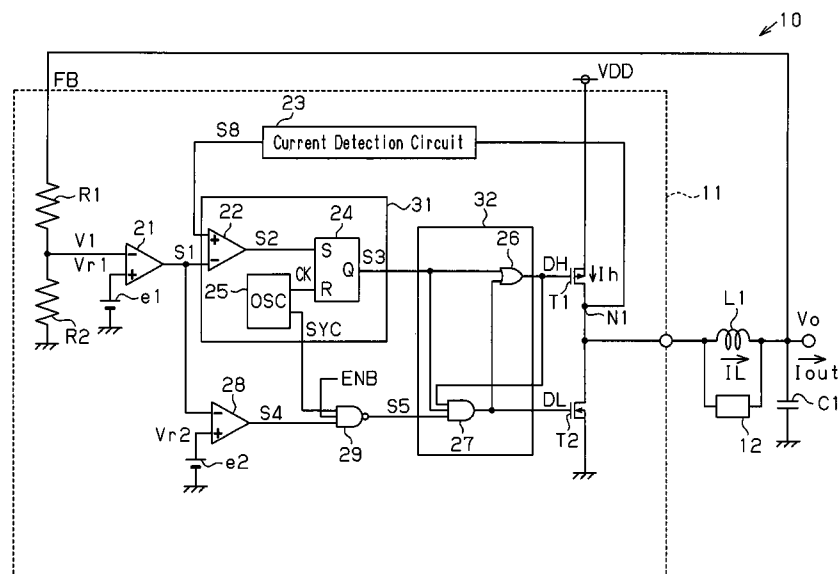 10
FB
VDD
23
S8
Current Detection Circuit
11
R1
22
31
24
32
26
V1
21
S1
S2
S
S3
DH
Ih
Vr1
Q
T1
N1
L1
Vo
e1
25
OSC
CK
R
R2
SYC
IL
Iout
ENB
28
S4
S5
DL
C1
Vr2
29
27
T2
12
e2
+
-
+
-
-
+